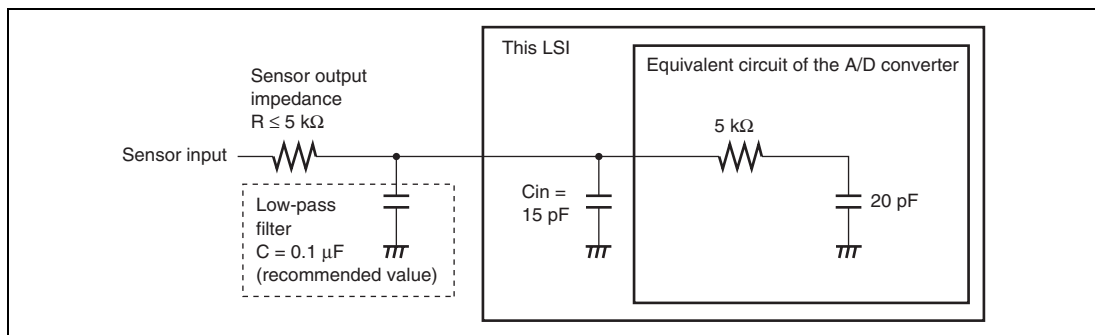 This LSI
Equivalent circuit of the A/D converter
Sensor output
impedance
R ≤ 5 kΩ
5 kΩ
Sensor input
Low-pass
filter
C = 0.1 μF
(recommended value)
Cin =
15 pF
20 pF